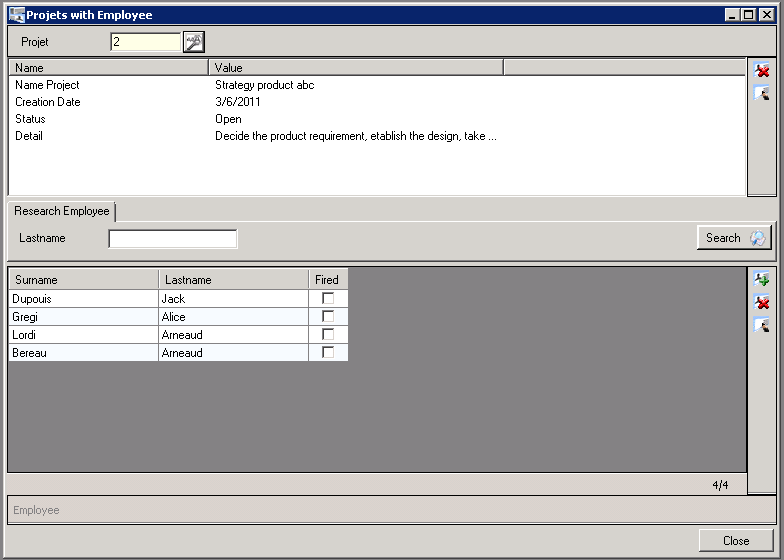 Projets with Employee
Projet 2
Name Value
Name Project Strategy product abc
Creation Date 3/6/2011
Status Open
Detail Decide the product requirement, etablish the design, take ...
Research Employee
Lastname Search
Surname Lastname Fired
Dupouis Jack
Gregi Alice
Lordi Arneaud
Bereau Arneaud
4/4
Employee
Close